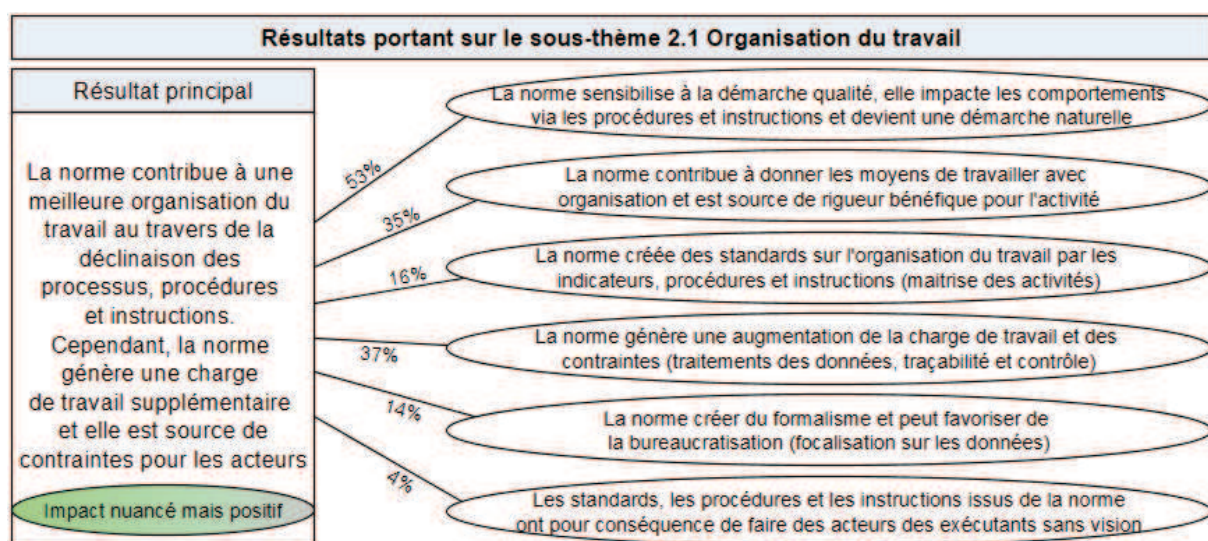 Résultats portant sur le sous-thème 2.1 Organisation du travail
Résultat principal
La norme contribue à une
meilleure organisation du
travail au travers de la
déclinaison des
processus, procédures
et instructions.
Cependant, la norme
génère une charge
de travail supplémentaire
et elle est source de
contraintes pour les acteurs
Impact nuancé mais positif
53%
La norme sensibilise à la démarche qualité, elle impacte les comportements
via les procédures et instructions et devient une démarche naturelle
35%
La norme contribue à donner les moyens de travailler avec
organisation et est source de rigueur bénéfique pour l'activité
16%
La norme créée des standards sur l'organisation du travail par les
indicateurs, procédures et instructions (maitrise des activités)
37%
La norme génère une augmentation de la charge de travail et des
contraintes (traitements des données, traçabilité et contrôle)
14%
La norme créer du formalisme et peut favoriser de
la bureaucratisation (focalisation sur les données)
4%
Les standards, les procédures et les instructions issus de la norme
ont pour conséquence de faire des acteurs des exécutants sans vision